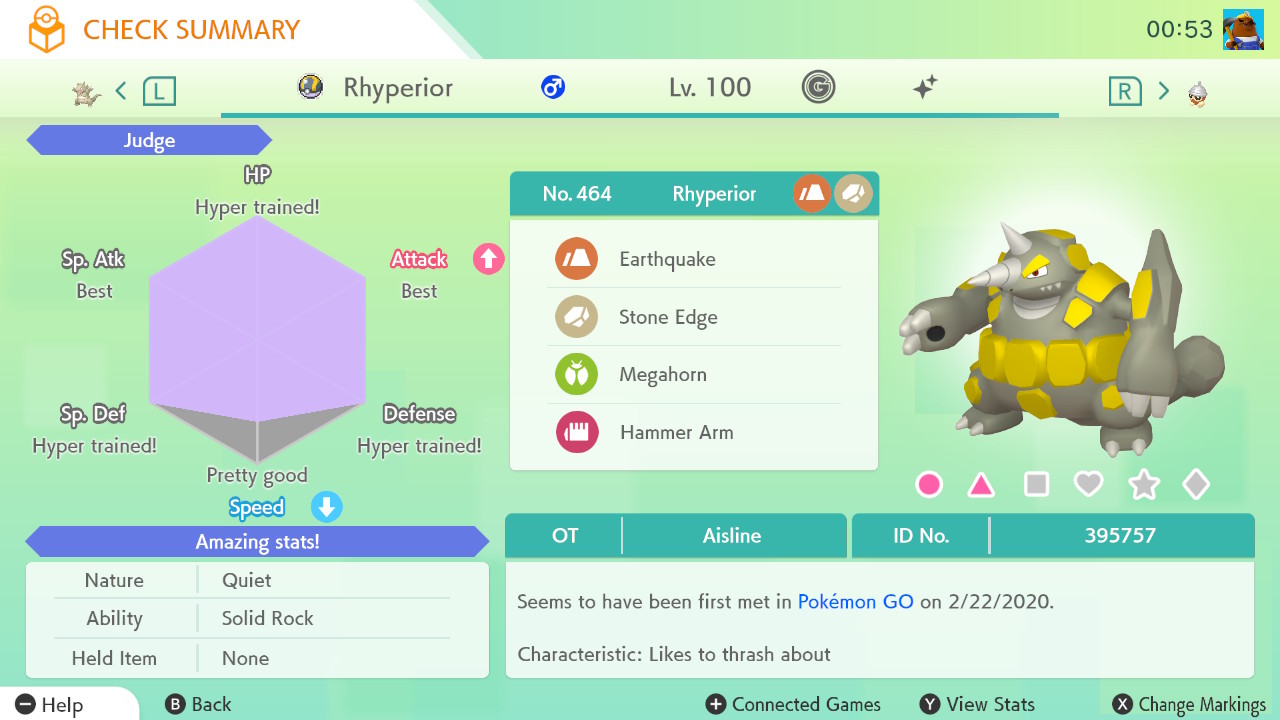 CHECK SUMMARY
00:53
L
Rhyperior
Lv. 100
G
R
Judge
HP
Hyper trained!
Sp. Atk
Best
Attack
Best
Sp. Def
Hyper trained!
Defense
Hyper trained!
Pretty good
Speed
Amazing stats!
Nature Quiet
Ability Solid Rock
Held Item None
No. 464 Rhyperior
Earthquake
Stone Edge
Megahorn
Hammer Arm
OT Aisline
ID No. 395757
Seems to have been first met in Pokémon GO on 2/22/2020.
Characteristic: Likes to thrash about
Help
B Back
Connected Games
Y View Stats
X Change Markings